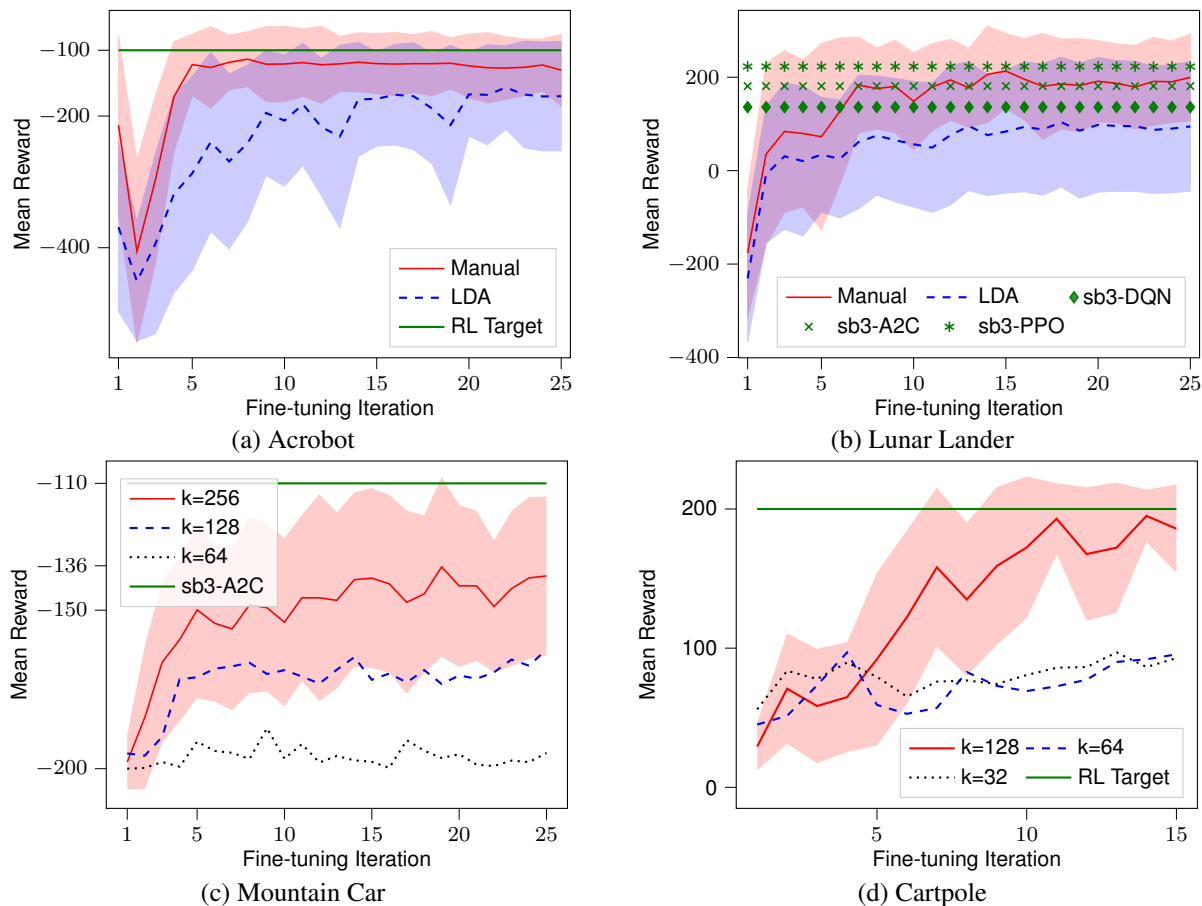 −100
−200
−400
Mean Reward
Manual
LDA
RL Target
1 5 10 15 20 25
Fine-tuning Iteration
(a) Acrobot
200
0
−200
−400
Mean Reward
Manual LDA sb3-DQN
sb3-A2C sb3-PPO
1 5 10 15 20 25
Fine-tuning Iteration
(b) Lunar Lander
−110
−136
−150
−200
Mean Reward
k=256
k=128
k=64
sb3-A2C
1 5 10 15 20 25
Fine-tuning Iteration
(c) Mountain Car
200
100
0
Mean Reward
k=128 k=64
k=32 RL Target
5 10 15
Fine-tuning Iteration
(d) Cartpole